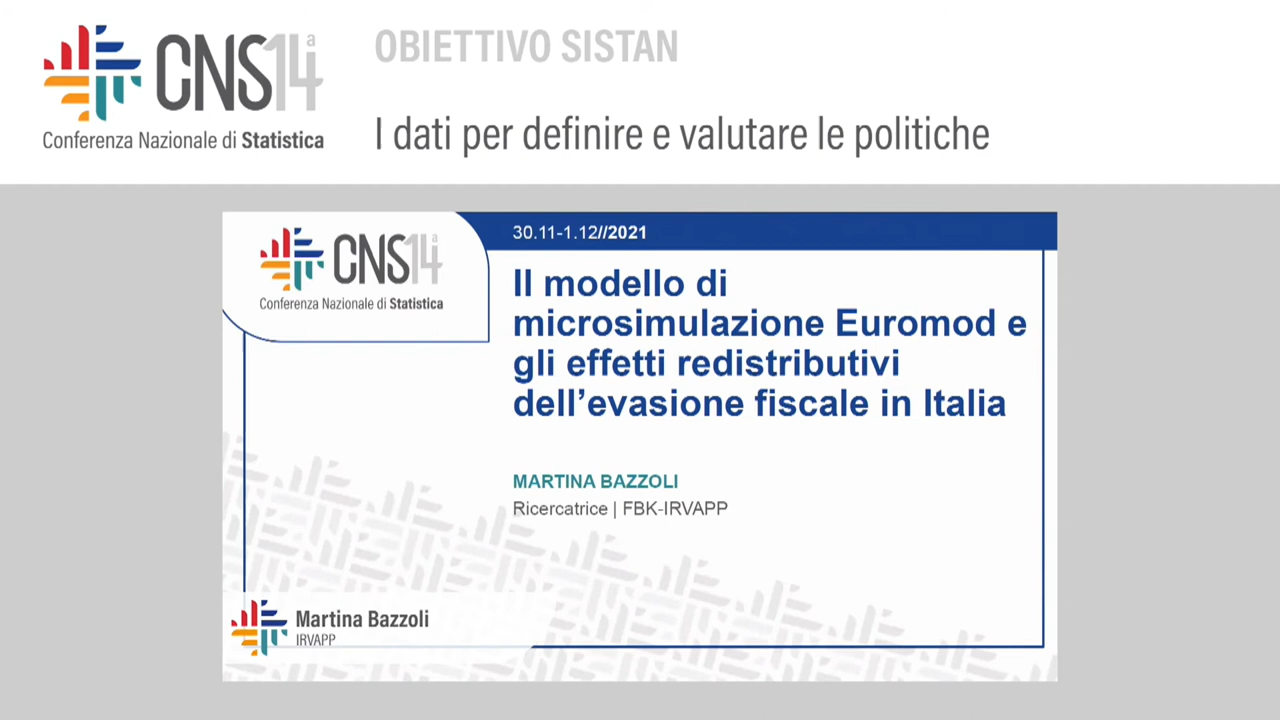 CNS14a
Conferenza Nazionale di Statistica
OBIETTIVO SISTAN
I dati per definire e valutare le politiche
CNS14a
Conferenza Nazionale di Statistica
30.11-1.12//2021
Il modello di
microsimulazione Euromod e
gli effetti redistributivi
dell’evasione fiscale in Italia
MARTINA BAZZOLI
Ricercatrice | FBK-IRVAPP
Martina Bazzoli
IRVAPP